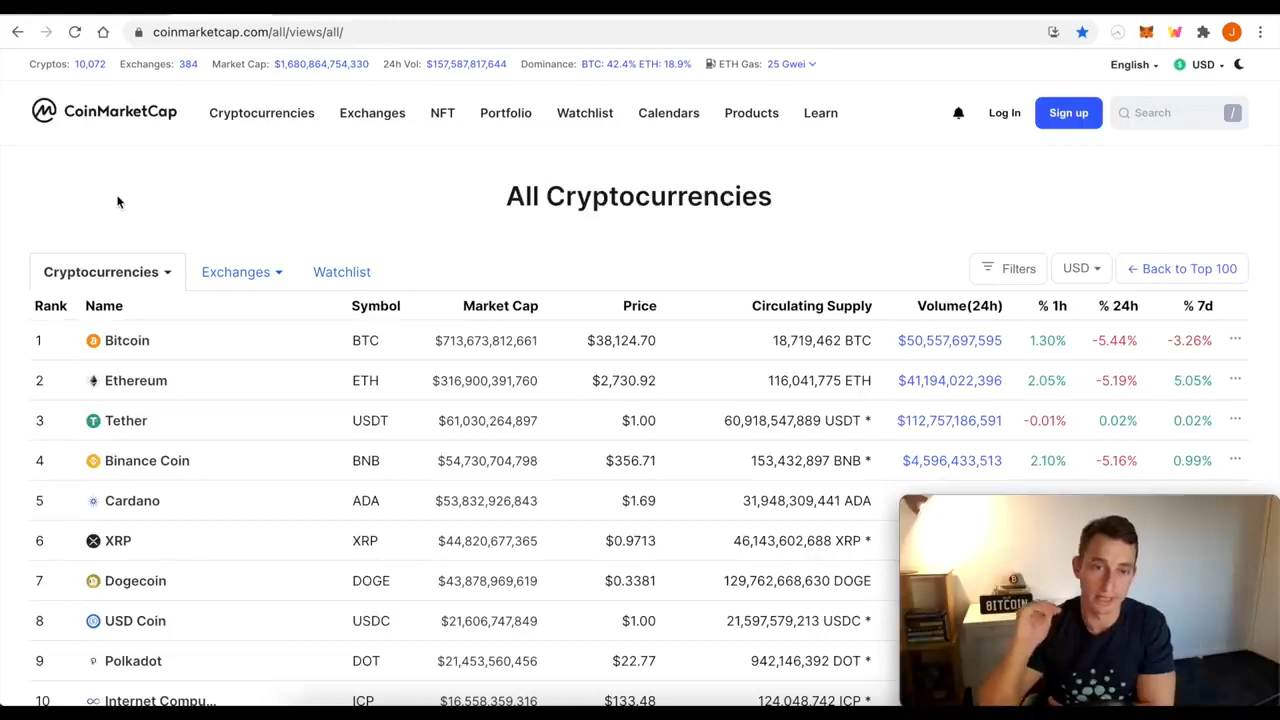 coinmarketcap.com/all/views/all/
J
Cryptos: 10,072 Exchanges: 384 Market Cap: $1,680,864,754,330 24h Vol: $157,587,817,644 Dominance: BTC: 42.4% ETH: 18.9% ETH Gas: 25 Gwei English USD
CoinMarketCap Cryptocurrencies Exchanges NFT Portfolio Watchlist Calendars Products Learn Log In Sign up Search /
All Cryptocurrencies
Cryptocurrencies Exchanges Watchlist Filters USD ← Back to Top 100
Rank Name Symbol Market Cap Price Circulating Supply Volume(24h) % 1h % 24h % 7d
1 Bitcoin BTC $713,673,812,661 $38,124.70 18,719,462 BTC $50,557,697,595 1.30% -5.44% -3.26% ...
2 Ethereum ETH $316,900,391,760 $2,730.92 116,041,775 ETH $41,194,022,396 2.05% -5.19% 5.05% ...
3 Tether USDT $61,030,264,897 $1.00 60,918,547,889 USDT * $112,757,186,591 -0.01% 0.02% 0.02% ...
4 Binance Coin BNB $54,730,704,798 $356.71 153,432,897 BNB * $4,596,433,513 2.10% -5.16% 0.99% ...
5 Cardano ADA $53,832,926,843 $1.69 31,948,309,441 ADA
6 XRP XRP $44,820,677,365 $0.9713 46,143,602,688 XRP *
7 Dogecoin DOGE $43,878,969,619 $0.3381 129,762,668,630 DOGE
8 USD Coin USDC $21,606,747,849 $1.00 21,597,579,213 USDC *
9 Polkadot DOT $21,453,560,456 $22.77 942,146,392 DOT *
10 Internet Compu... ICP $16,558,359,316 $133.48 124,048,742 ICP *
BITCOIN